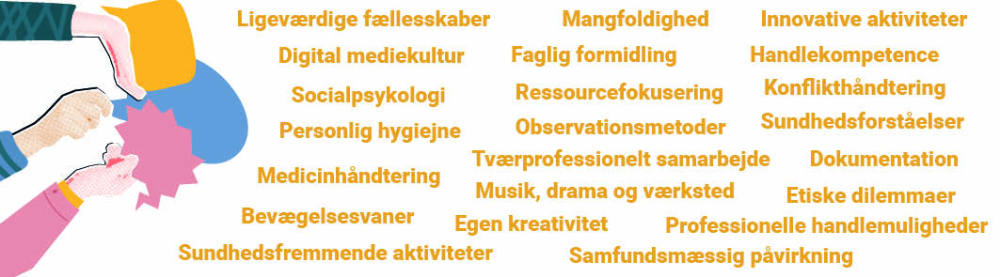 Ligeværdige fællesskaber
Mangfoldighed
Innovative aktiviteter
Digital mediekultur
Faglig formidling
Handlekompetence
Socialpsykologi
Ressourcefokusering
Konflikthåndtering
Personlig hygiejne
Observationsmetoder
Sundhedsforståelser
Medicinhåndtering
Tværprofessionelt samarbejde
Dokumentation
Musik, drama og værksted
Etiske dilemmaer
Bevægelsesvaner
Egen kreativitet
Professionelle handlemuligheder
Sundhedsfremmende aktiviteter
Samfundsmæssig påvirkning